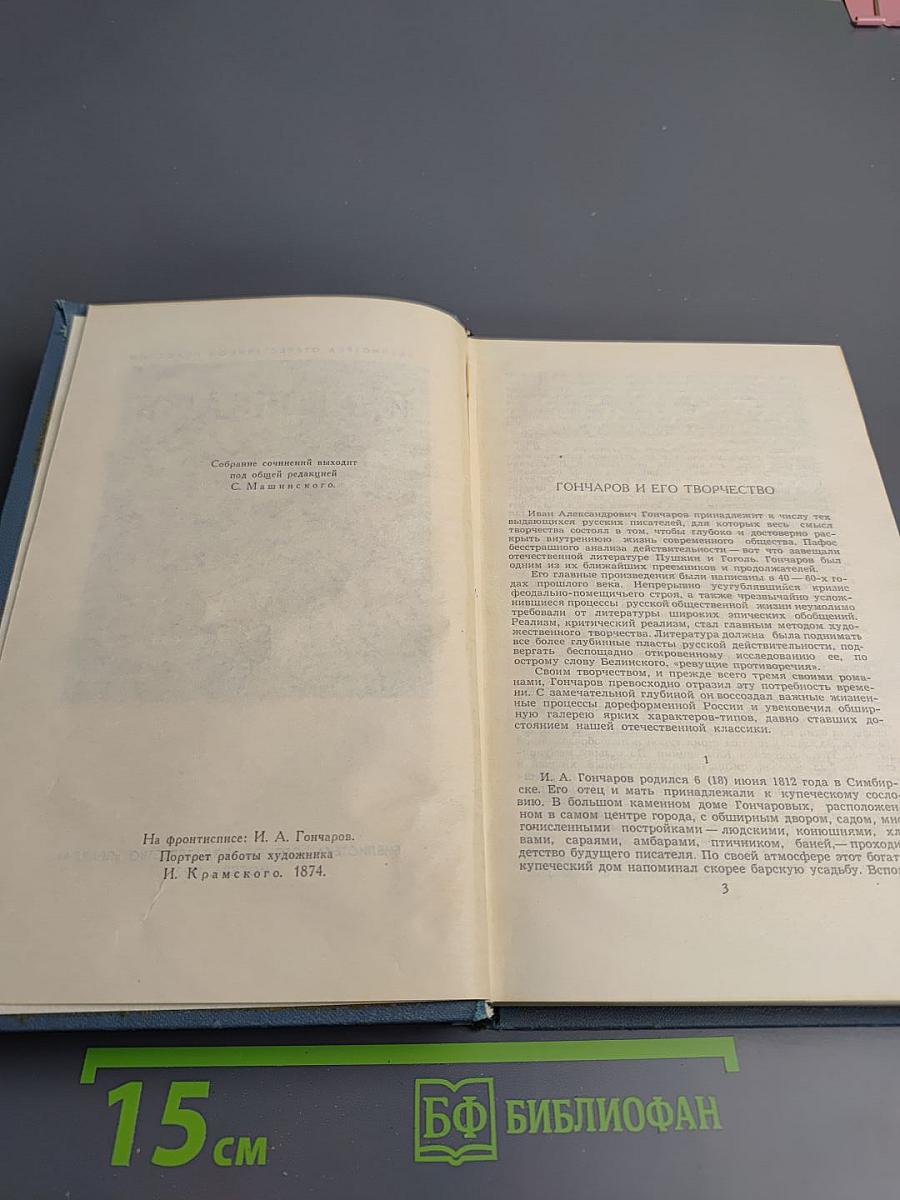 Собрание сочинений выходит
под общей редакцией
С. Машинского.
На фронтисписе: И. А. Гончаров.
Портрет работы художника
И. Крамского. 1874.
ГОНЧАРОВ И ЕГО ТВОРЧЕСТВО
Иван Александрович Гончаров принадлежит к числу тех
выдающихся русских писателей, для которых весь смысл
творчества состоял в том, чтобы глубоко и достоверно рас-
крыть внутреннюю жизнь современного общества. Пафос
бесстрашного анализа действительности — вот что завещали
отечественной литературе Пушкин и Гоголь. Гончаров был
одним из их ближайших преемников и продолжателей.
Его главные произведения были написаны в 40 — 60-х го-
дах прошлого века. Непрерывно усугублявшийся кризис
феодально-помещичьего строя, а также чрезвычайно услож-
нившиеся процессы русской общественной жизни неумолимо
требовали от литературы широких эпических обобщений.
Реализм, критический реализм, стал главным методом худо-
жественного творчества. Литература должна была поднимать
все более глубинные пласты русской действительности, под-
вергать беспощадно откровенному исследованию ее, по
острому слову Белинского, «ревущие противоречия».
Своим творчеством, и прежде всего тремя своими рома-
нами, Гончаров превосходно отразил эту потребность време-
ни. С замечательной глубиной он воссоздал важные жизнен-
ные процессы дореформенной России и увековечил обшир-
ную галерею ярких характеров-типов, давно ставших до-
стоянием нашей отечественной классики.
1
И. А. Гончаров родился 6 (18) июня 1812 года в Симбир-
ске. Его отец и мать принадлежали к купеческому сосло-
вию. В большом каменном доме Гончаровых, расположен-
ном в самом центре города, с обширным двором, садом, мно
гочисленными постройками — людскими, конюшнями, хл
вами, сараями, амбарами, птичником, баней,— проходи
детство будущего писателя. По своей атмосфере этот богат
купеческий дом напоминал скорее барскую усадьбу. Вспо
3
15 см
БФ БИБЛИОФАН